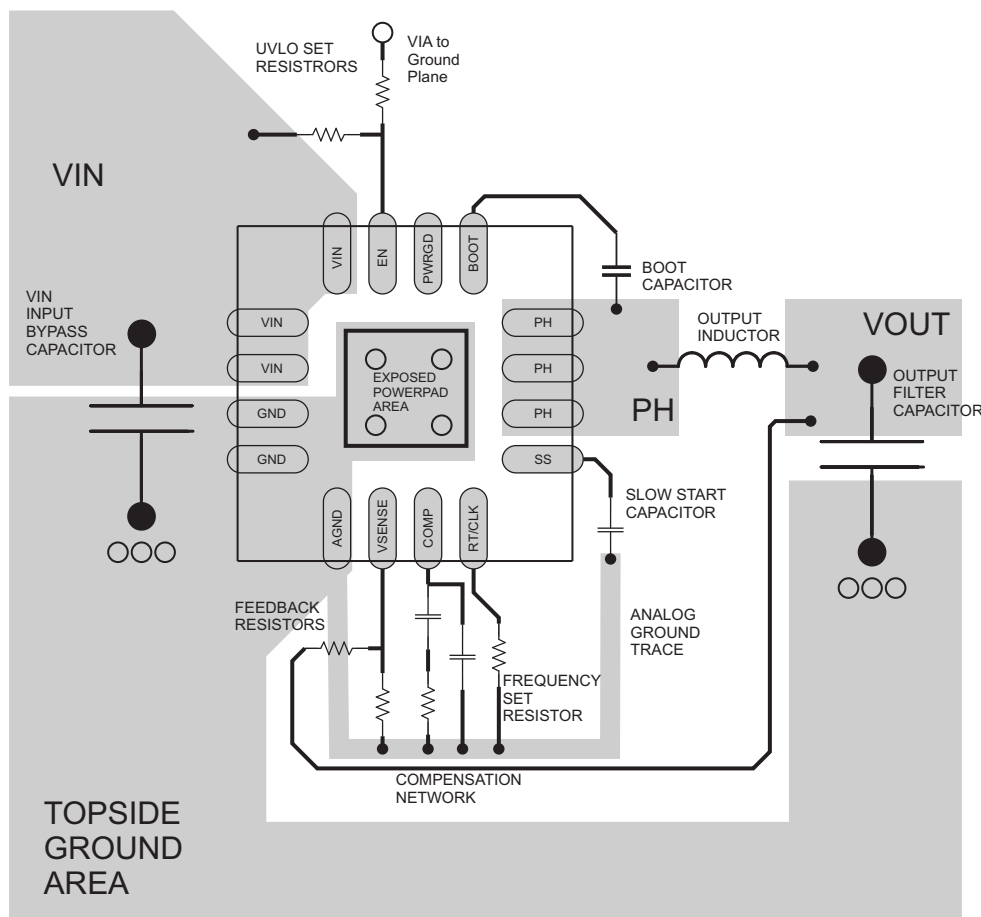 UVLO SET
RESISTRORS
VIA to
Ground
Plane
VIN
VIN
EN
PWRGD
BOOT
BOOT
CAPACITOR
VIN
INPUT
BYPASS
CAPACITOR
VIN
VIN
GND
GND
EXPOSED
POWERPAD
AREA
PH
PH
PH
SS
PH
OUTPUT
INDUCTOR
VOUT
OUTPUT
FILTER
CAPACITOR
SLOW START
CAPACITOR
AGND
VSENSE
COMP
RT/CLK
FEEDBACK
RESISTORS
ANALOG
GROUND
TRACE
FREQUENCY
SET
RESISTOR
COMPENSATION
NETWORK
TOPSIDE
GROUND
AREA